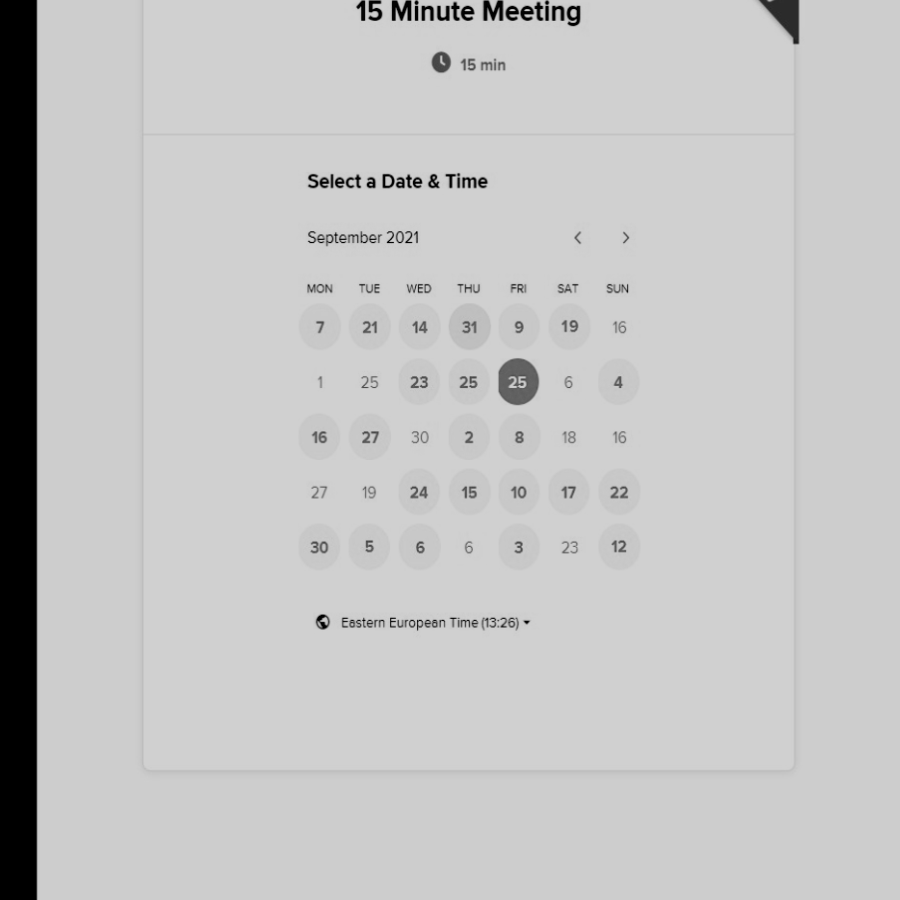 15 Minute Meeting
15 min
Select a Date & Time
September 2021
MON TUE WED THU FRI SAT SUN
7 21 14 31 9 19 16
1 25 23 25 25 6 4
16 27 30 2 8 18 16
27 19 24 15 10 17 22
30 5 6 6 3 23 12
Eastern European Time (13:26)